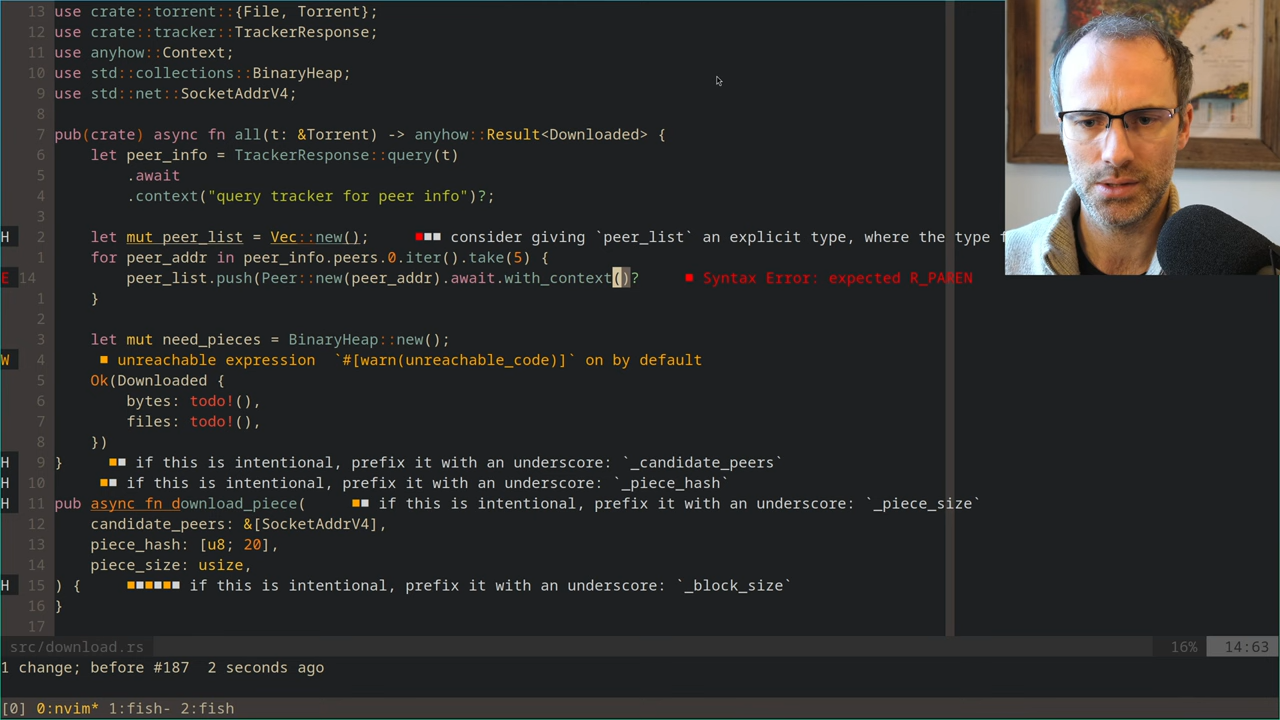 13 use crate::torrent::{File, Torrent};
12 use crate::tracker::TrackerResponse;
11 use anyhow::Context;
10 use std::collections::BinaryHeap;
9 use std::net::SocketAddrV4;
8
7 pub(crate) async fn all(t: &Torrent) -> anyhow::Result<Downloaded> {
6     let peer_info = TrackerResponse::query(t)
5         .await
4         .context("query tracker for peer info")?;
3
H 2     let mut peer_list = Vec::new();     ■■■ consider giving `peer_list` an explicit type, where the type f
1     for peer_addr in peer_info.peers.0.iter().take(5) {
E 14         peer_list.push(Peer::new(peer_addr).await.with_context()?     ■ Syntax Error: expected R_PAREN
1     }
2
3     let mut need_pieces = BinaryHeap::new();
W 4      ■ unreachable expression  `#[warn(unreachable_code)]` on by default
5     Ok(Downloaded {
6         bytes: todo!(),
7         files: todo!(),
8     })
H 9 }     ■■ if this is intentional, prefix it with an underscore: `_candidate_peers`
H 10     ■■ if this is intentional, prefix it with an underscore: `_piece_hash`
H 11 pub async fn download_piece(     ■■ if this is intentional, prefix it with an underscore: `_piece_size`
12     candidate_peers: &[SocketAddrV4],
13     piece_hash: [u8; 20],
14     piece_size: usize,
H 15 ) {     ■■■■■■ if this is intentional, prefix it with an underscore: `_block_size`
16 }
17
src/download.rs 16% 14:63
1 change; before #187  2 seconds ago
[0] 0:nvim* 1:fish- 2:fish